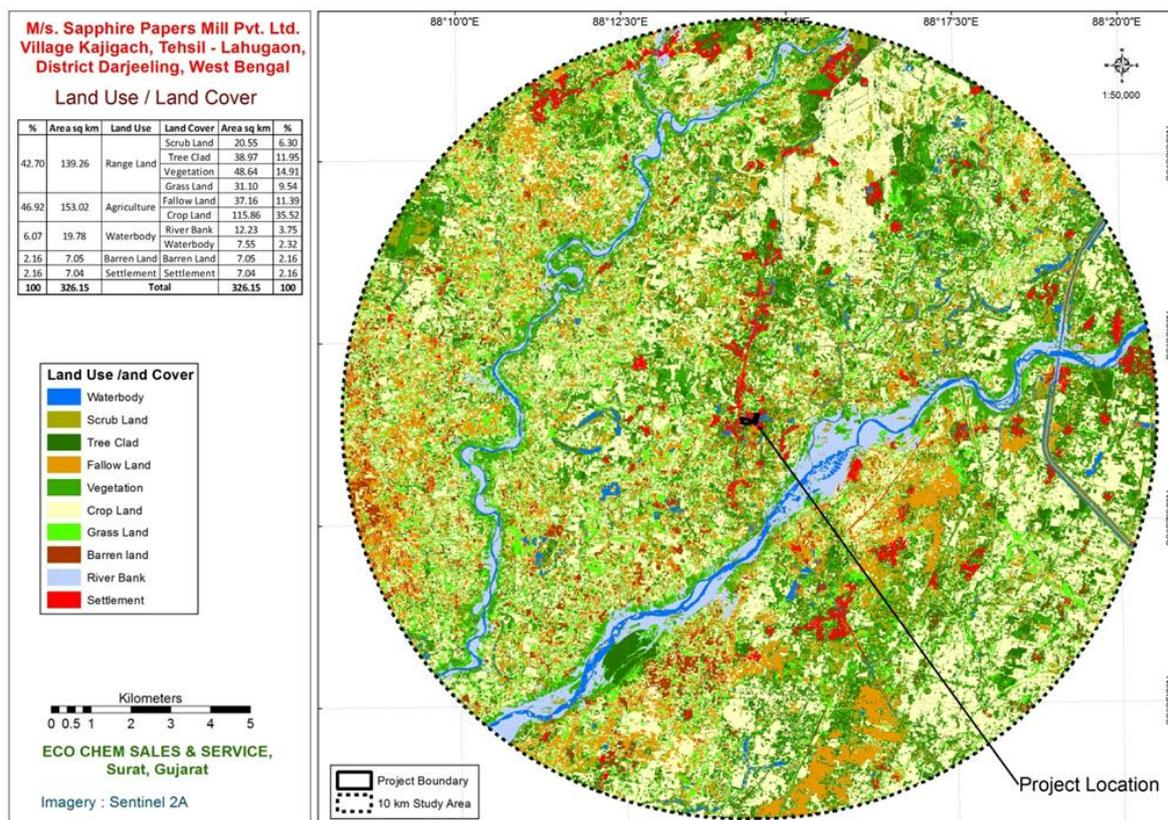 M/s. Sapphire Papers Mill Pvt. Ltd.
Village Kajigach, Tehsil - Lahugaon,
District Darjeeling, West Bengal
Land Use / Land Cover
% Area sq km Land Use Land Cover Area sq km %
42.70 139.26 Range Land Scrub Land 20.55 6.30
Tree Clad 38.97 11.95
Vegetation 48.64 14.91
Grass Land 31.10 9.54
46.92 153.02 Agriculture Fallow Land 37.16 11.39
Crop Land 115.86 35.52
6.07 19.78 Waterbody River Bank 12.23 3.75
Waterbody 7.55 2.32
2.16 7.05 Barren Land Barren Land 7.05 2.16
2.16 7.04 Settlement Settlement 7.04 2.16
100 326.15 Total 326.15 100
Land Use /and Cover
Waterbody
Scrub Land
Tree Clad
Fallow Land
Vegetation
Crop Land
Grass Land
Barren land
River Bank
Settlement
Kilometers
0 0.5 1 2 3 4 5
ECO CHEM SALES & SERVICE,
Surat, Gujarat
Imagery : Sentinel 2A
88°10'0"E 88°12'30"E 88°17'30"E 88°20'0"E
1:50,000
Project Location
Project Boundary
10 km Study Area